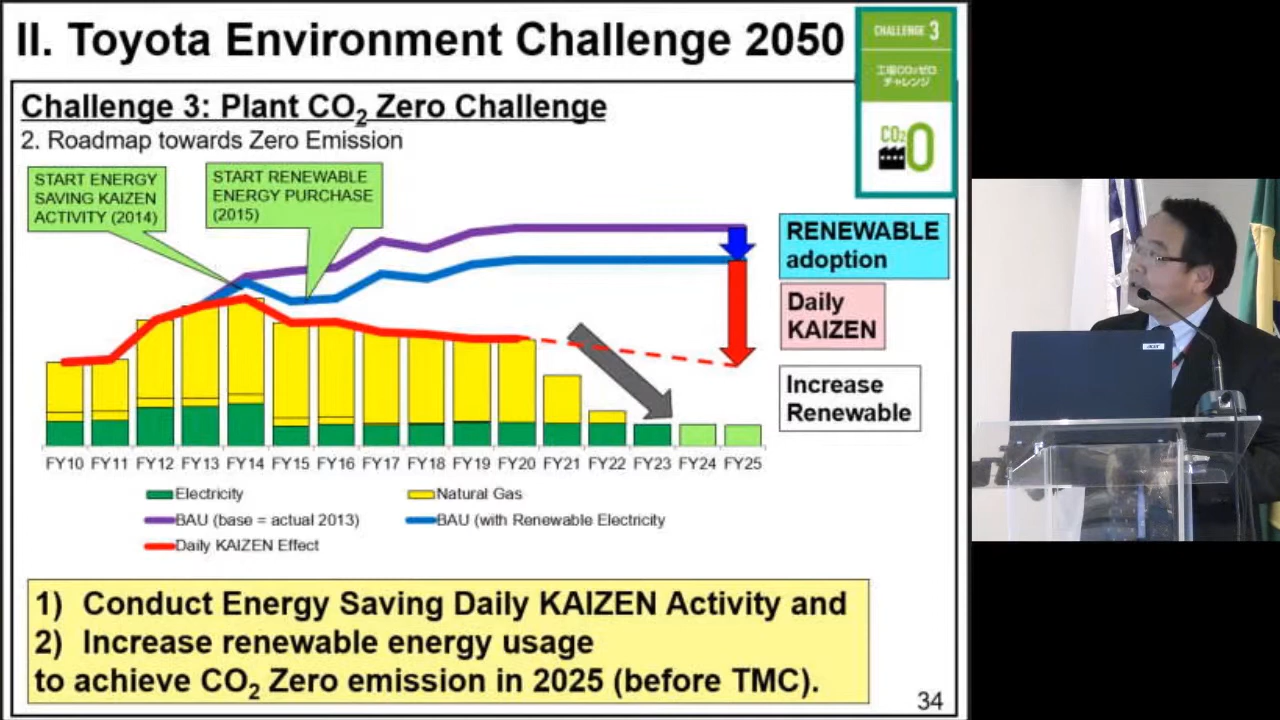 II. Toyota Environment Challenge 2050
CHALLENGE 3
工場CO₂ゼロ
チャレンジ
CO₂ 0
Challenge 3: Plant CO₂ Zero Challenge
2. Roadmap towards Zero Emission
START ENERGY
SAVING KAIZEN
ACTIVITY (2014)
START RENEWABLE
ENERGY PURCHASE
(2015)
RENEWABLE
adoption
Daily
KAIZEN
Increase
Renewable
FY10 FY11 FY12 FY13 FY14 FY15 FY16 FY17 FY18 FY19 FY20 FY21 FY22 FY23 FY24 FY25
Electricity Natural Gas
BAU (base = actual 2013) BAU (with Renewable Electricity
Daily KAIZEN Effect
1) Conduct Energy Saving Daily KAIZEN Activity and
2) Increase renewable energy usage
to achieve CO₂ Zero emission in 2025 (before TMC).
34
acer